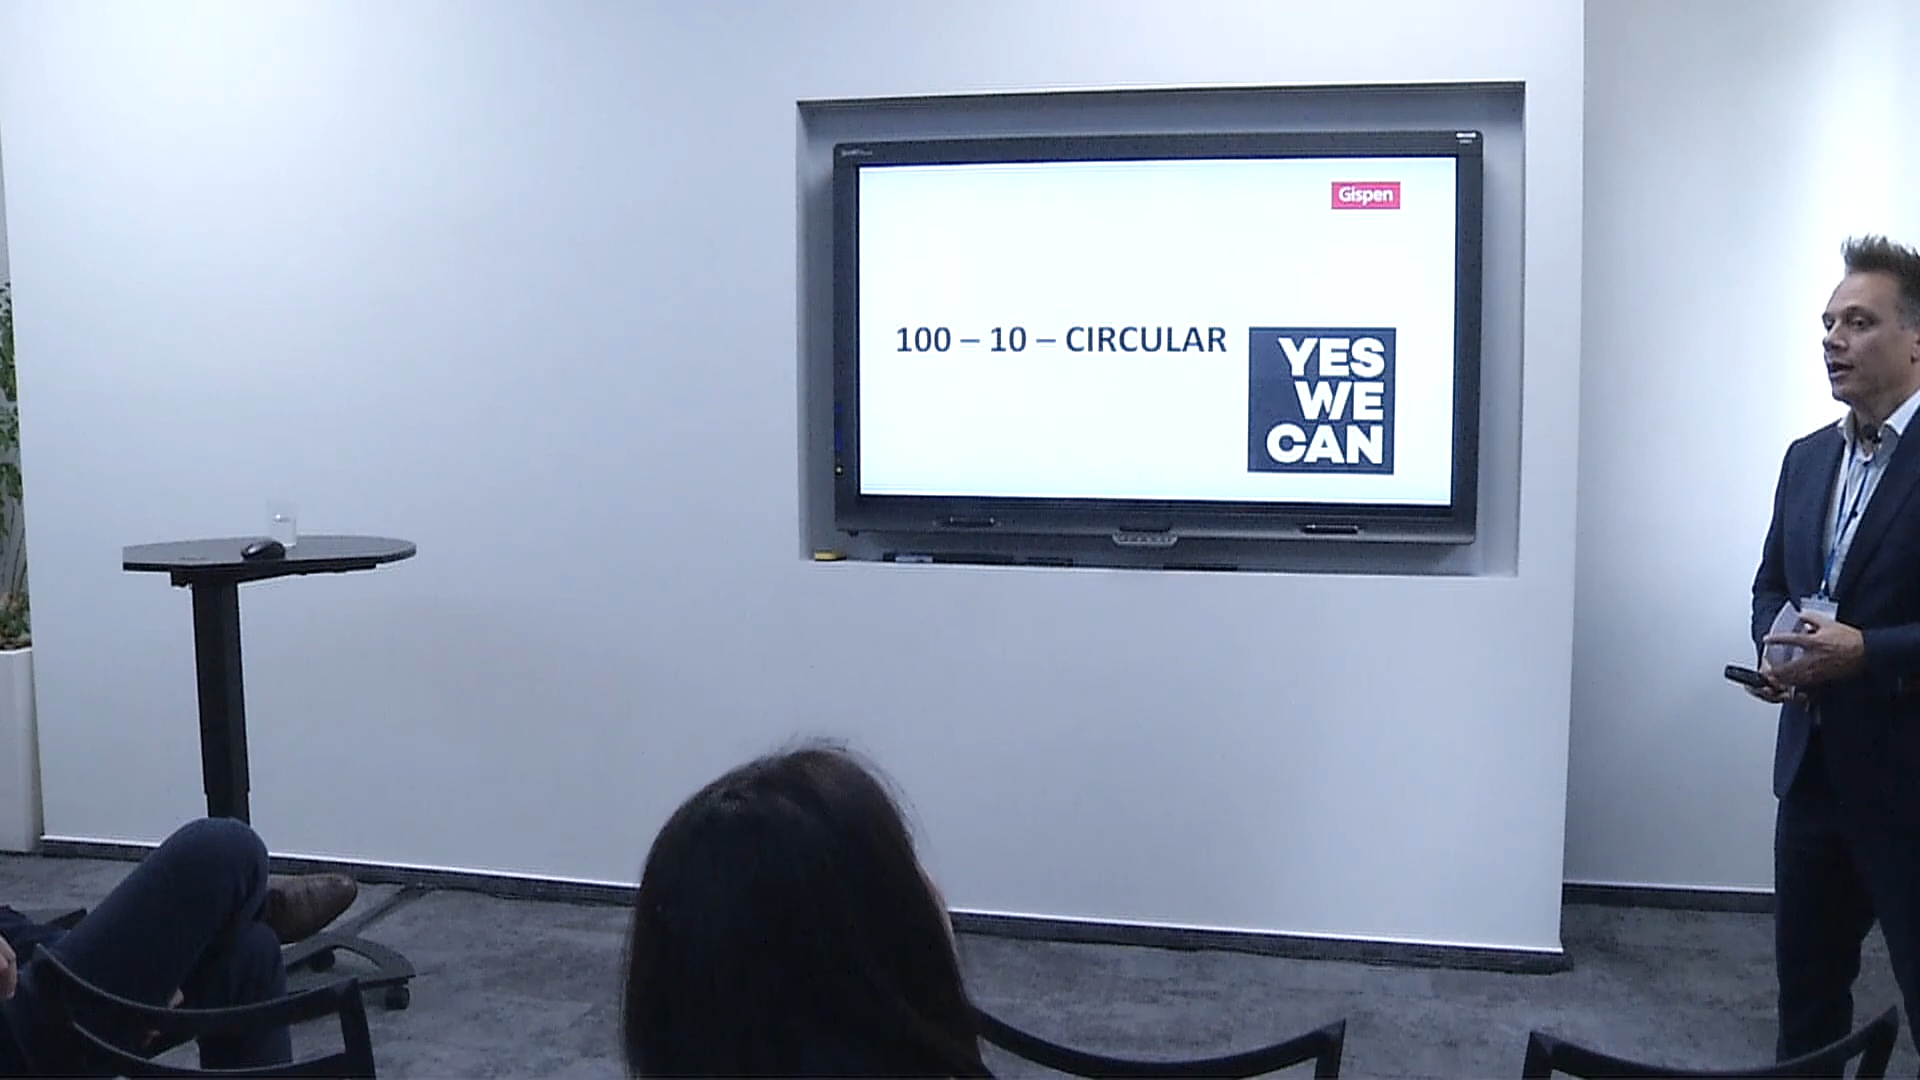 Gispen
100 – 10 – CIRCULAR
YES
WE
CAN